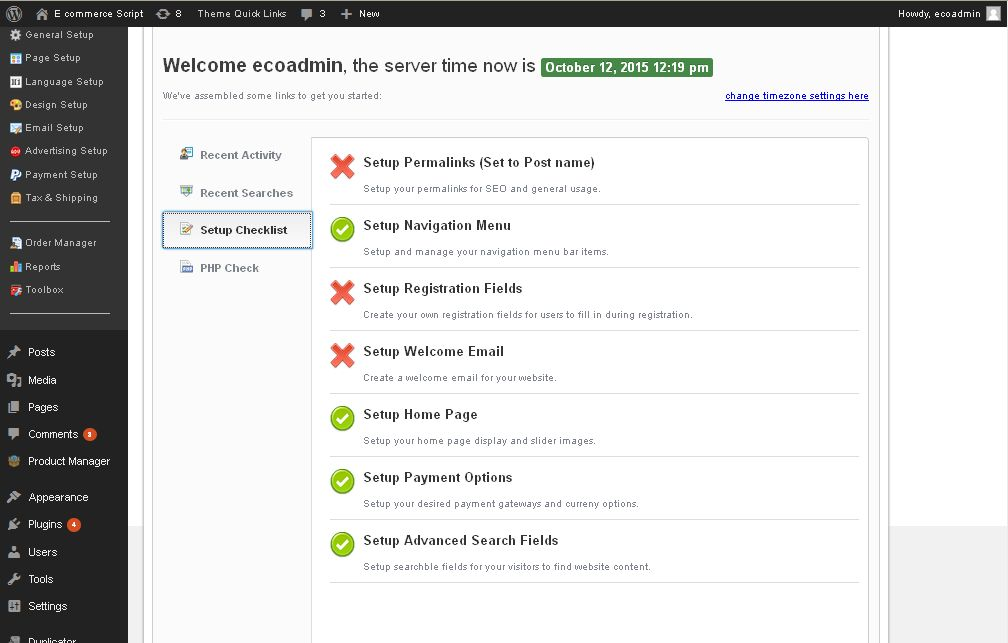 E commerce Script 8 Theme Quick Links 3 New Howdy, ecoadmin
General Setup
Page Setup
Language Setup
Design Setup
Email Setup
Advertising Setup
Payment Setup
Tax & Shipping
Order Manager
Reports
Toolbox
Posts
Media
Pages
Comments 3
Product Manager
Appearance
Plugins 4
Users
Tools
Settings
Duplicator
Welcome ecoadmin, the server time now is October 12, 2015 12:19 pm
We've assembled some links to get you started: change timezone settings here
Recent Activity
Recent Searches
Setup Checklist
PHP Check
Setup Permalinks (Set to Post name)
Setup your permalinks for SEO and general usage.
Setup Navigation Menu
Setup and manage your navigation menu bar items.
Setup Registration Fields
Create your own registration fields for users to fill in during registration.
Setup Welcome Email
Create a welcome email for your website.
Setup Home Page
Setup your home page display and slider images.
Setup Payment Options
Setup your desired payment gateways and curreny options.
Setup Advanced Search Fields
Setup searchble fields for your visitors to find website content.